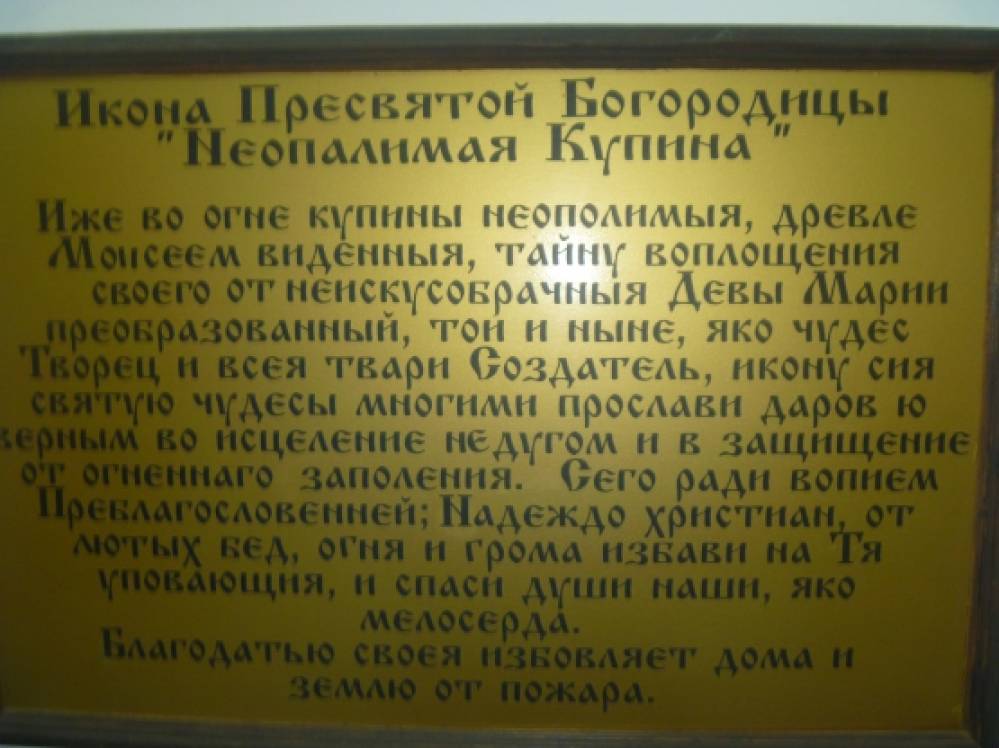 Икона Пресвятой Богородицы
"Неопалимая Купина"
Иже во огне купины неополимыя, древле
Моисеем виденныя, тайну воплощения
своего от неискусобрачныя Девы Марии
преобразованный, той и ныне, яко чудес
Творец и всея твари Создатель, икону сия
святую чудесы многими прослави даров ю
верным во исцеление недугом и в защищение
от огненнаго заполения. Сего ради вопием
Преблагословенней; Надеждо христиан, от
лютых бед, огня и грома избави на Тя
уповающия, и спаси души наши, яко
мелосерда.
Благодатью своея избовляет дома и
землю от пожара.